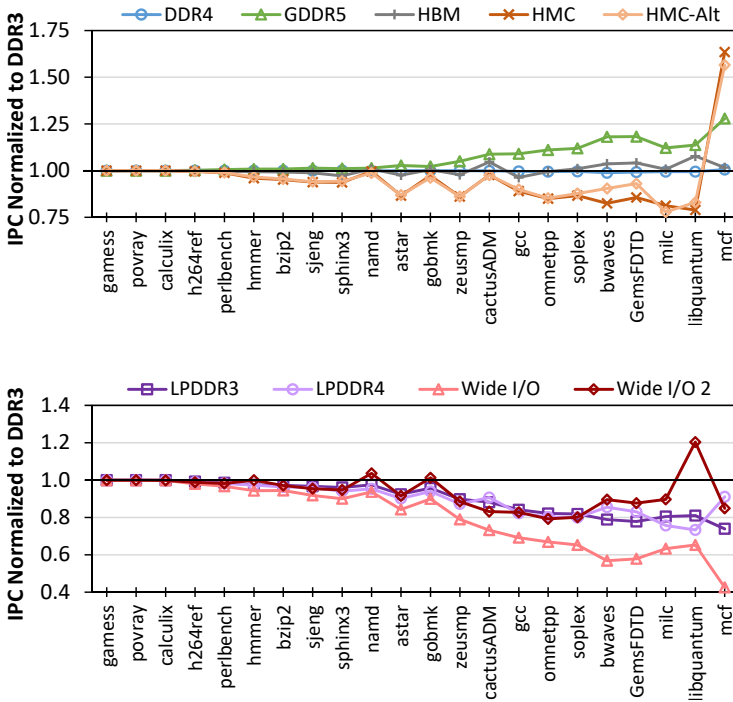 DDR4 GDDR5 HBM HMC HMC-Alt
IPC Normalized to DDR3
1.75
1.50
1.25
1.00
0.75
gamess
povray
calculix
h264ref
perlbench
hmmer
bzip2
sjeng
sphinx3
namd
astar
gobmk
zeusmp
cactusADM
gcc
omnetpp
soplex
bwaves
GemsFDTD
milc
libquantum
mcf
LPDDR3 LPDDR4 Wide I/O Wide I/O 2
IPC Normalized to DDR3
1.4
1.2
1.0
0.8
0.6
0.4
gamess
povray
calculix
h264ref
perlbench
hmmer
bzip2
sjeng
sphinx3
namd
astar
gobmk
zeusmp
cactusADM
gcc
omnetpp
soplex
bwaves
GemsFDTD
milc
libquantum
mcf